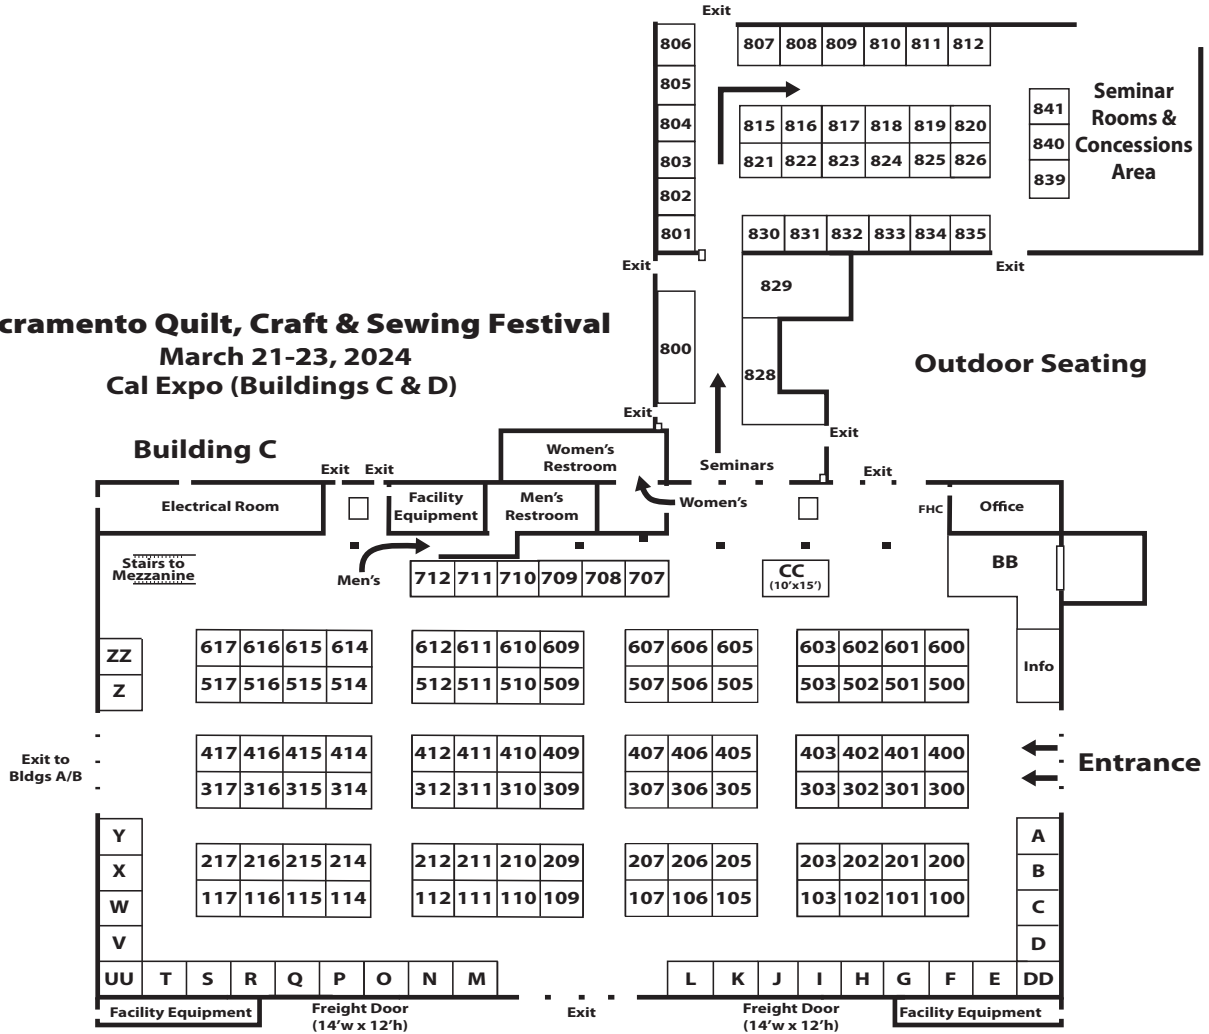 Exit
806 807 808 809 810 811 812
805
804 815 816 817 818 819 820
803 821 822 823 824 825 826
802
801 830 831 832 833 834 835
841
840
839
Seminar
Rooms &
Concessions
Area
Exit
Exit
829
800
828
cramento Quilt, Craft & Sewing Festival
March 21-23, 2024
Cal Expo (Buildings C & D)
Outdoor Seating
Exit
Exit
Building C
Women's
Restroom
Seminars
Exit Exit
Exit
Electrical Room
Facility
Equipment
Men's
Restroom
Women's
FHC
Office
Stairs to
Mezzanine
Men's
712 711 710 709 708 707
CC
(10'x15')
BB
ZZ
Z
617 616 615 614 612 611 610 609 607 606 605 603 602 601 600
517 516 515 514 512 511 510 509 507 506 505 503 502 501 500
Info
Exit to
Bldgs A/B
417 416 415 414 412 411 410 409 407 406 405 403 402 401 400
317 316 315 314 312 311 310 309 307 306 305 303 302 301 300
Entrance
Y
X
W
V
217 216 215 214 212 211 210 209 207 206 205 203 202 201 200
117 116 115 114 112 111 110 109 107 106 105 103 102 101 100
A
B
C
D
UU T S R Q P O N M L K J I H G F E DD
Facility Equipment
Freight Door
(14'w x 12'h)
Exit
Freight Door
(14'w x 12'h)
Facility Equipment